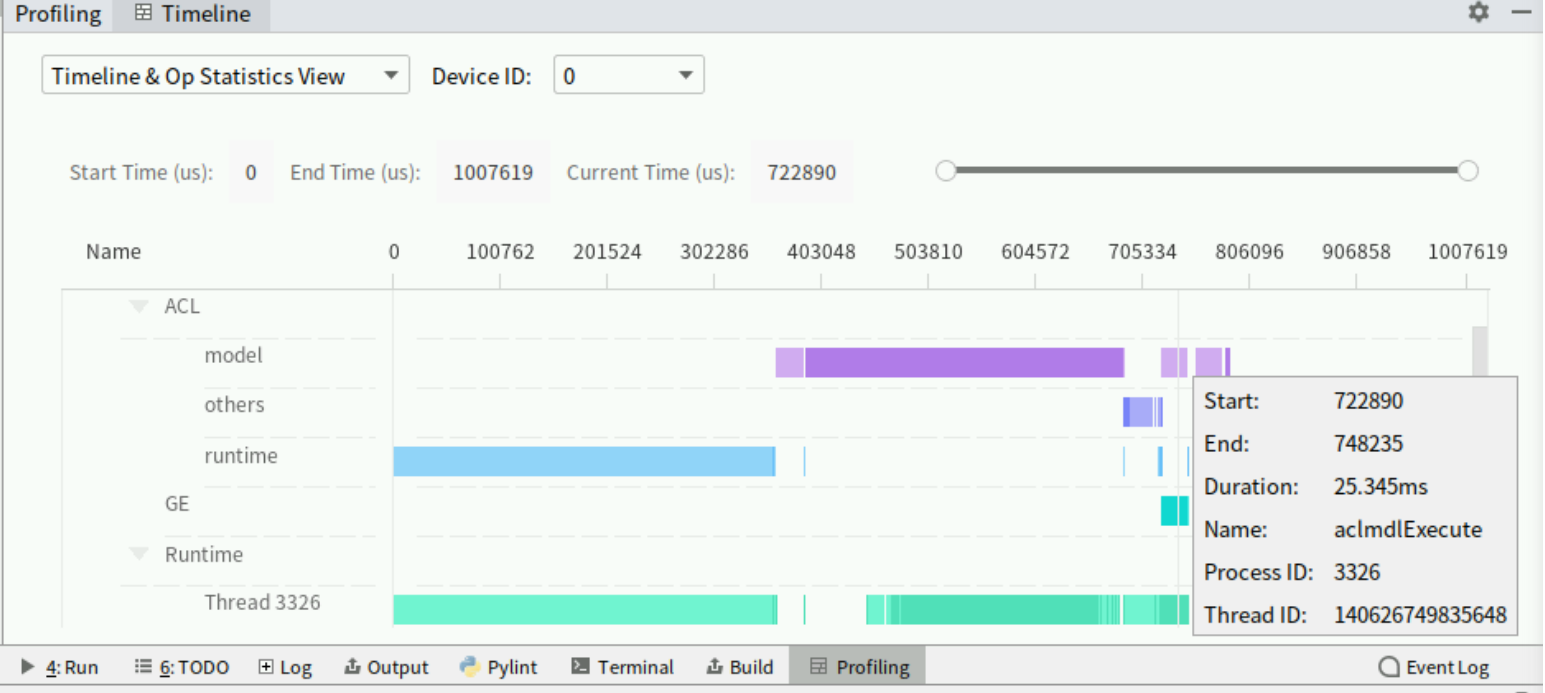 Profiling Timeline
Timeline & Op Statistics View Device ID: 0
Start Time (us): 0 End Time (us): 1007619 Current Time (us): 722890
Name 0 100762 201524 302286 403048 503810 604572 705334 806096 906858 1007619
ACL
model
others
runtime
GE
Runtime
Thread 3326
Start: 722890
End: 748235
Duration: 25.345ms
Name: aclmdlExecute
Process ID: 3326
Thread ID: 140626749835648
4: Run 6: TODO Log Output Pylint Terminal Build Profiling Event Log